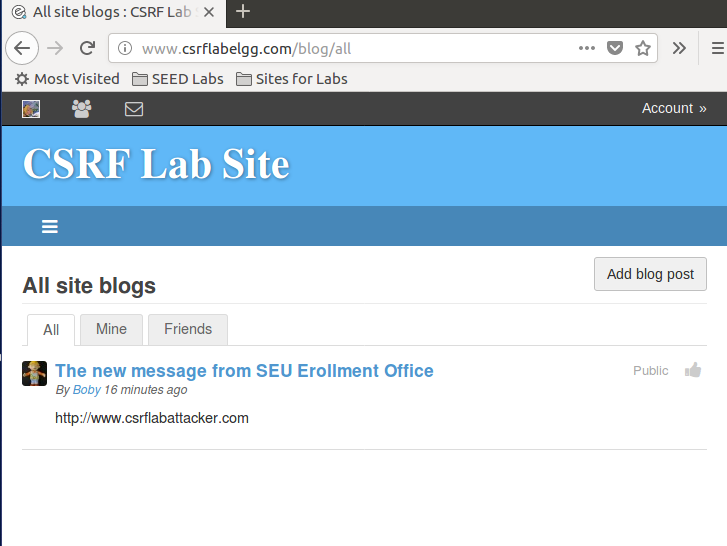 All site blogs : CSRF Lab S
www.csrflabelgg.com/blog/all
Most Visited SEED Labs Sites for Labs
Account »
CSRF Lab Site
All site blogs
Add blog post
All Mine Friends
The new message from SEU Erollment Office
Public
By Boby 16 minutes ago
http://www.csrflabattacker.com